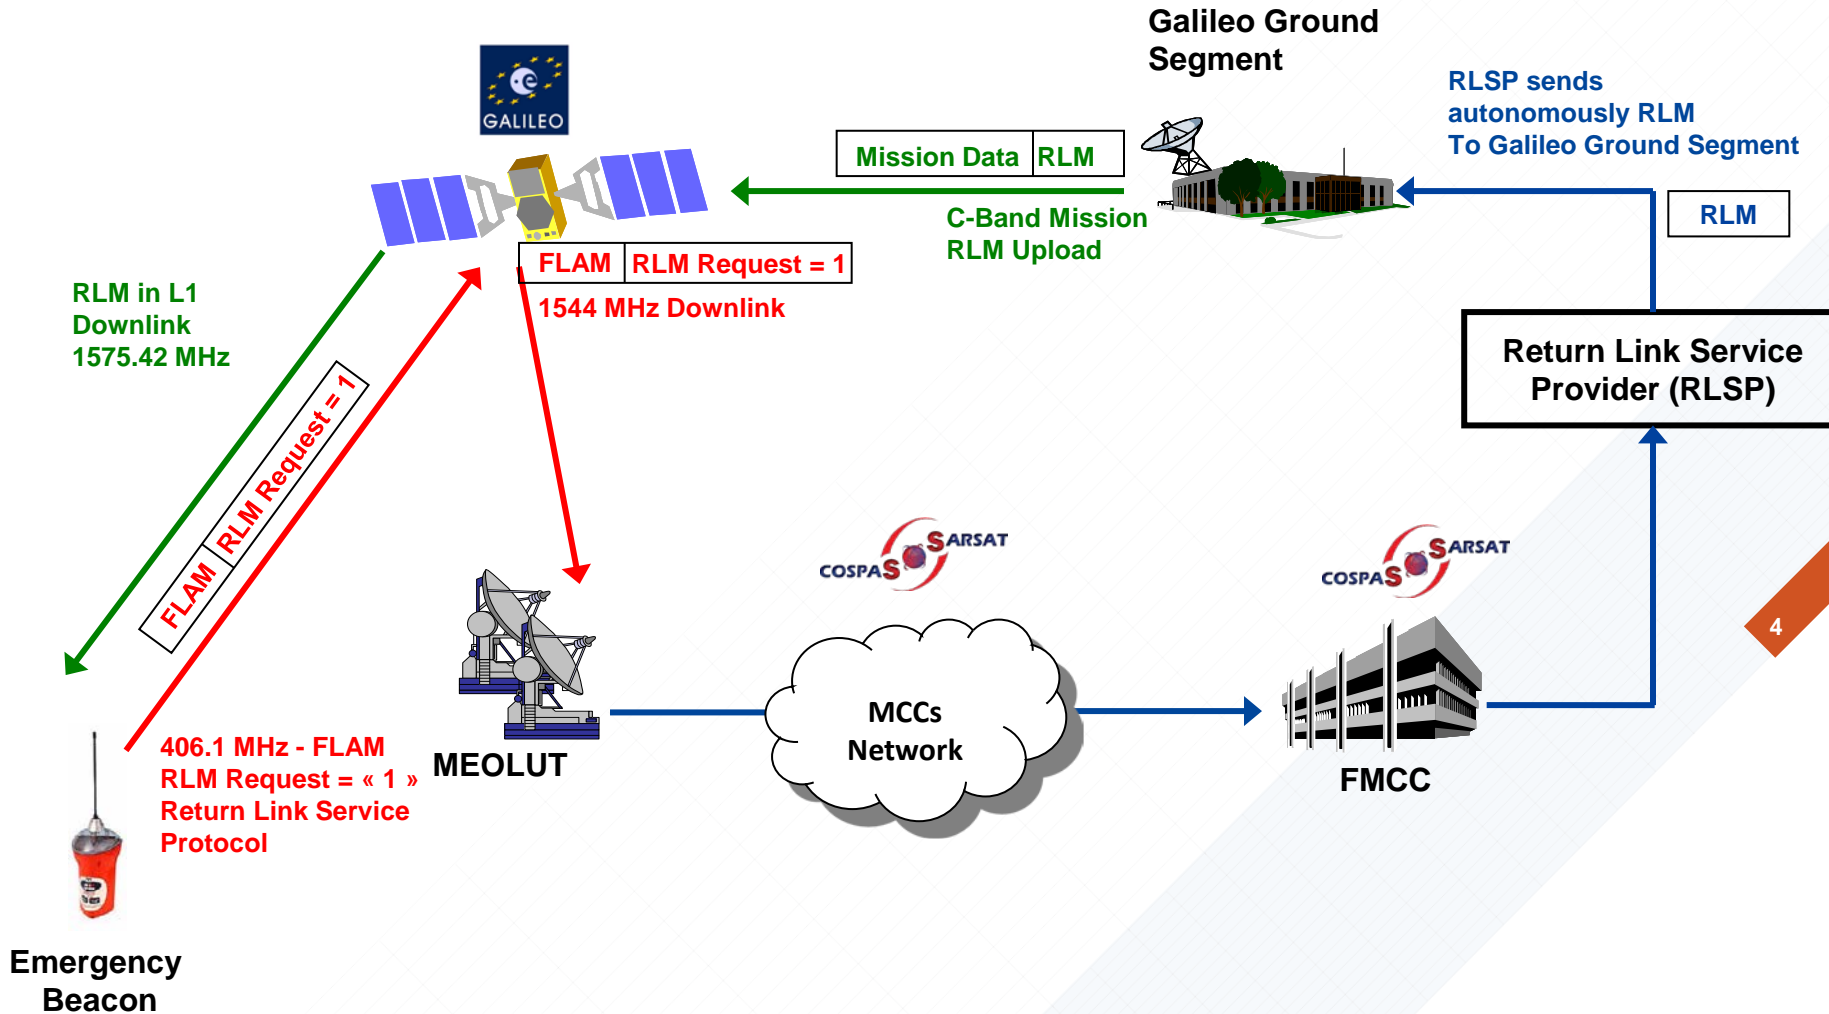 Galileo Ground
Segment
GALILEO
RLSP sends
autonomously RLM
To Galileo Ground Segment
Mission Data RLM
C-Band Mission
RLM Upload
RLM
FLAM RLM Request = 1
1544 MHz Downlink
RLM in L1
Downlink
1575.42 MHz
FLAM RLM Request = 1
Return Link Service
Provider (RLSP)
COSPAS SARSAT
COSPAS SARSAT
4
MCCs
Network
MEOLUT
FMCC
406.1 MHz - FLAM
RLM Request = « 1 »
Return Link Service
Protocol
Emergency
Beacon